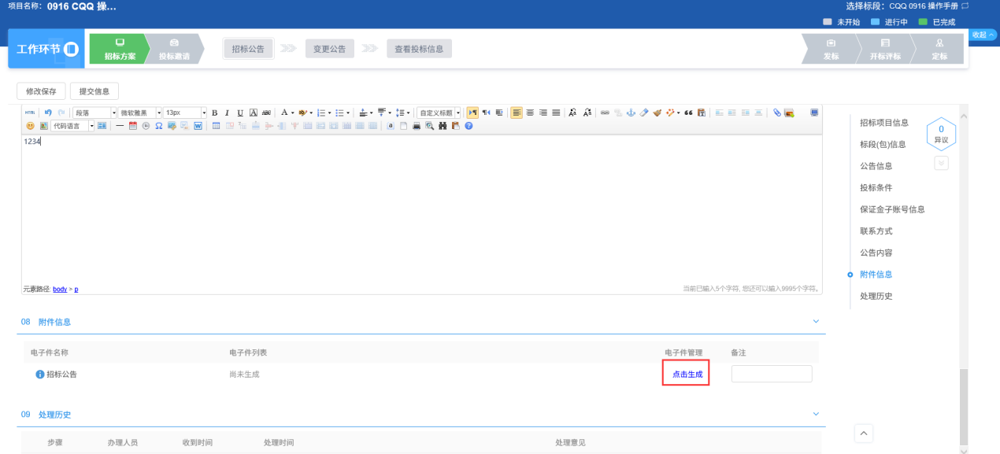 项目名称: 0916 CQQ 操...
选择标段: CQQ 0916 操作手册
未开始 进行中 已完成
收起
工作环节
招标方案
投标邀请
招标公告
变更公告
查看投标信息
发标
开标评标
定标
修改保存
提交信息
HTML 段落 微软雅黑 13px B I U A ABC A 自定义标题
代码语言
1234
元素路径: body > p
当前已输入5个字符, 您还可以输入9995个字符。
招标项目信息
标段(包)信息
公告信息
投标条件
保证金子账号信息
联系方式
公告内容
附件信息
处理历史
0
异议
08 附件信息
电子件名称 电子件列表 电子件管理 备注
招标公告 尚未生成 点击生成
09 处理历史
步骤 办理人员 收到时间 处理时间 处理意见